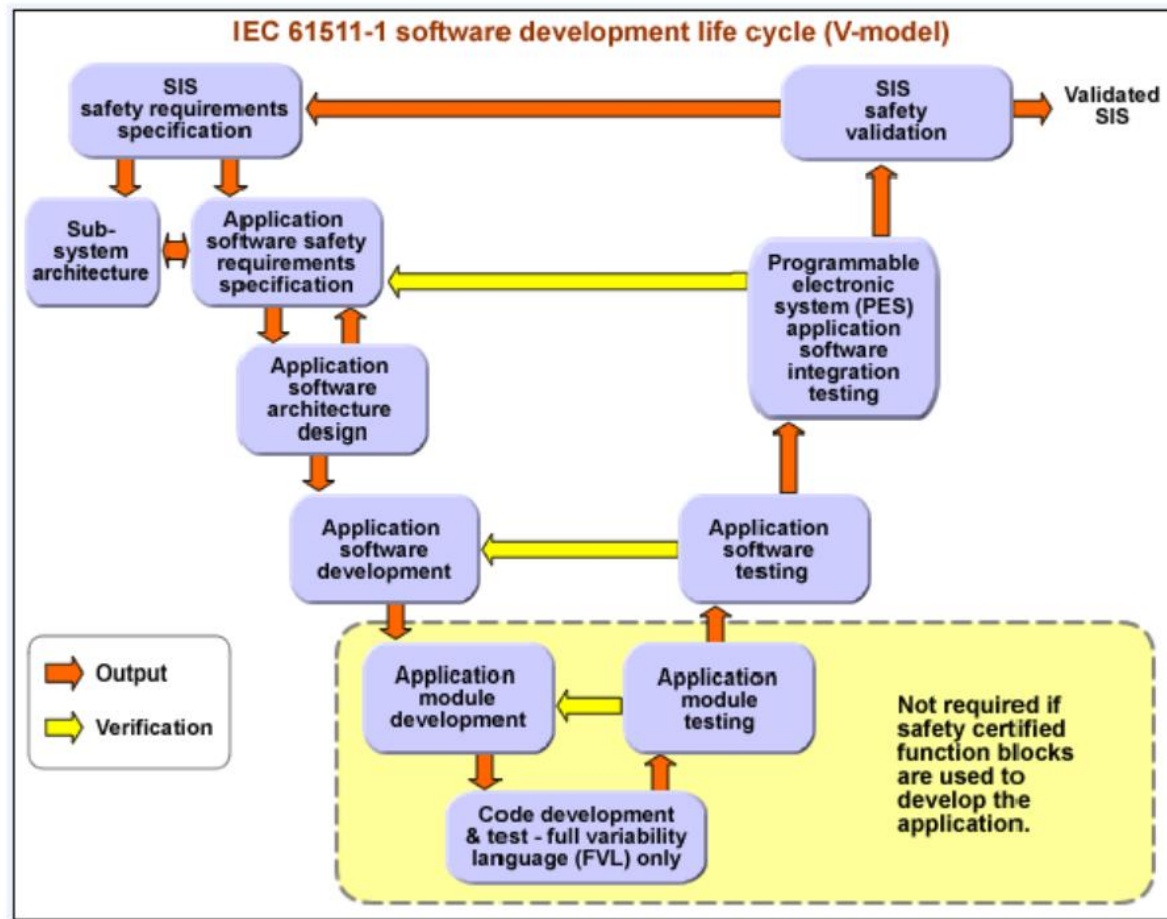 IEC 61511-1 software development life cycle (V-model)
SIS
safety requirements
specification
SIS
safety
validation
Validated
SIS
Sub-
system
architecture
Application
software safety
requirements
specification
Programmable
electronic
system (PES)
application
software
integration
testing
Application
software
architecture
design
Application
software
development
Application
software
testing
Output
Verification
Application
module
development
Application
module
testing
Code development
& test - full variability
language (FVL) only
Not required if
safety certified
function blocks
are used to
develop the
application.